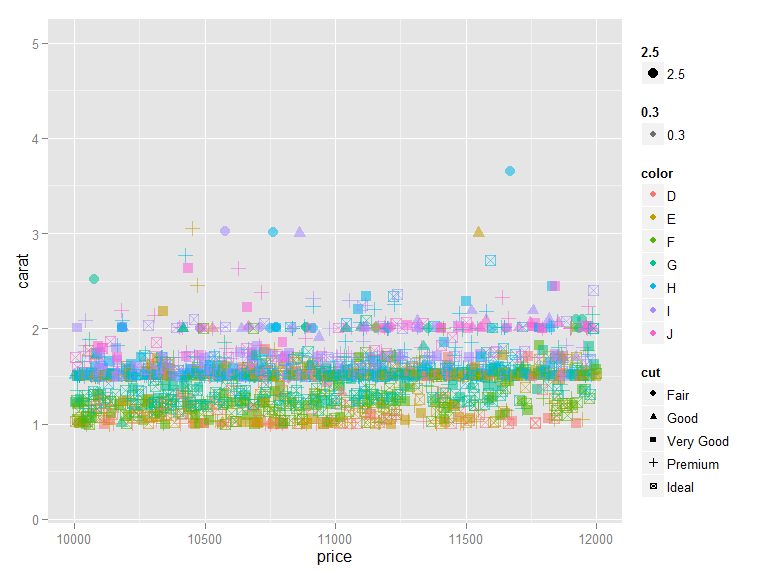 5
4
3
2
1
0
carat
10000
10500
11000
11500
12000
price
2.5
2.5
0.3
0.3
color
D
E
F
G
H
I
J
cut
Fair
Good
Very Good
Premium
Ideal